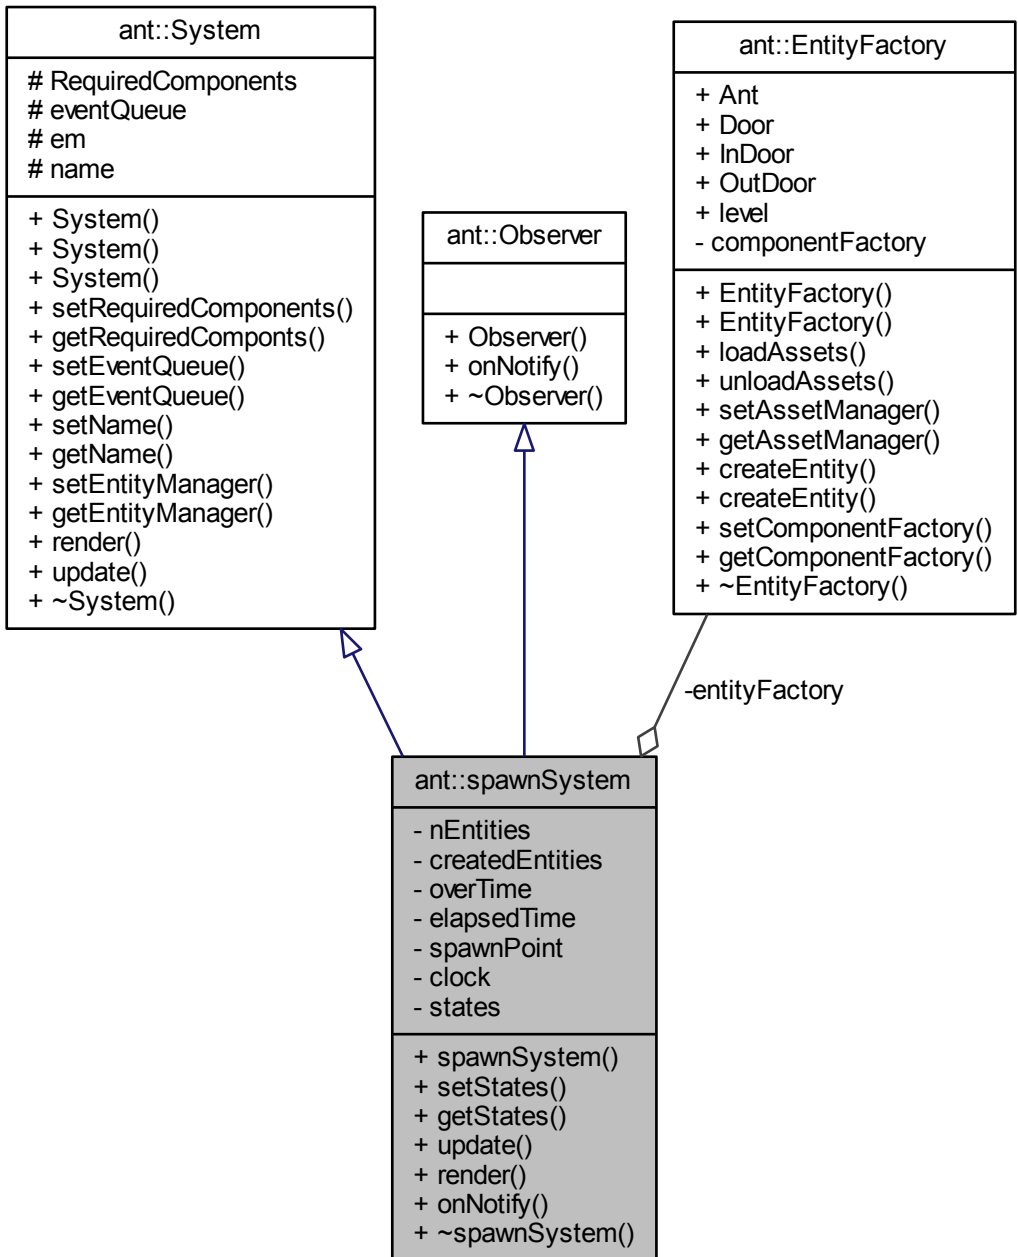 ant::System
# RequiredComponents
# eventQueue
# em
# name
+ System()
+ System()
+ System()
+ setRequiredComponents()
+ getRequiredComponts()
+ setEventQueue()
+ getEventQueue()
+ setName()
+ getName()
+ setEntityManager()
+ getEntityManager()
+ render()
+ update()
+ ~System()
ant::Observer
+ Observer()
+ onNotify()
+ ~Observer()
ant::EntityFactory
+ Ant
+ Door
+ InDoor
+ OutDoor
+ level
- componentFactory
+ EntityFactory()
+ EntityFactory()
+ loadAssets()
+ unloadAssets()
+ setAssetManager()
+ getAssetManager()
+ createEntity()
+ createEntity()
+ setComponentFactory()
+ getComponentFactory()
+ ~EntityFactory()
-entityFactory
ant::spawnSystem
- nEntities
- createdEntities
- overTime
- elapsedTime
- spawnPoint
- clock
- states
+ spawnSystem()
+ setStates()
+ getStates()
+ update()
+ render()
+ onNotify()
+ ~spawnSystem()